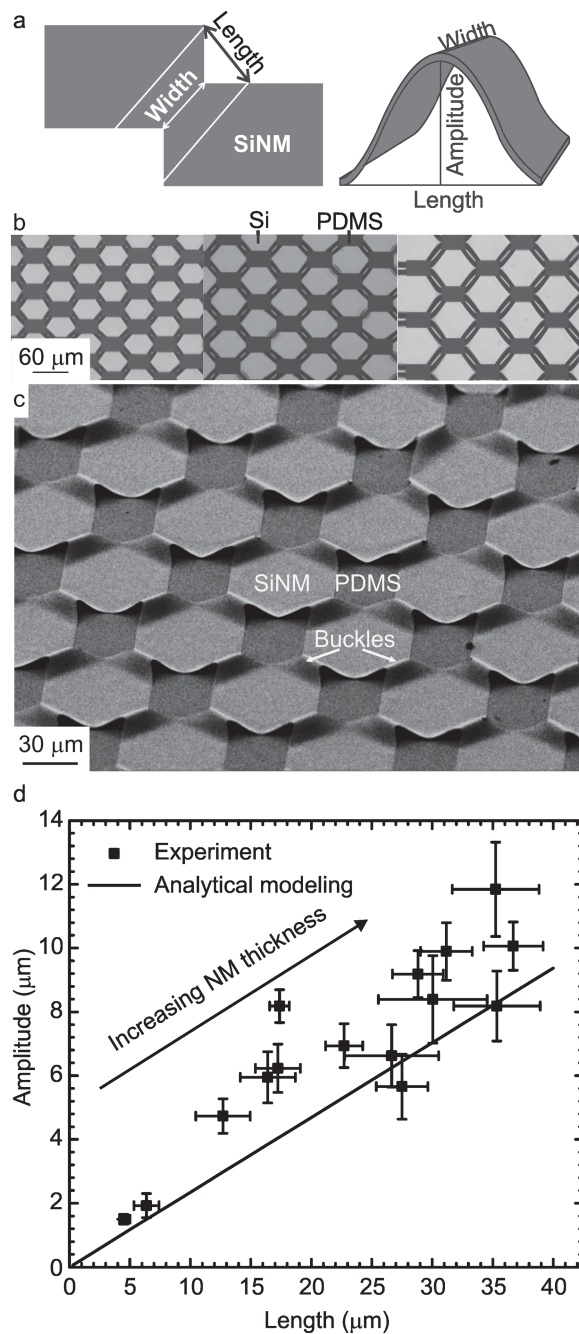 a
Length
Width
SiNM
Width
Amplitude
Length
b
Si PDMS
60 μm
c
SiNM PDMS
Buckles
30 μm
d
14
12
10
8
6
4
2
0
Amplitude (μm)
Experiment
Analytical modeling
Increasing NM thickness
0 5 10 15 20 25 30 35 40
Length (μm)